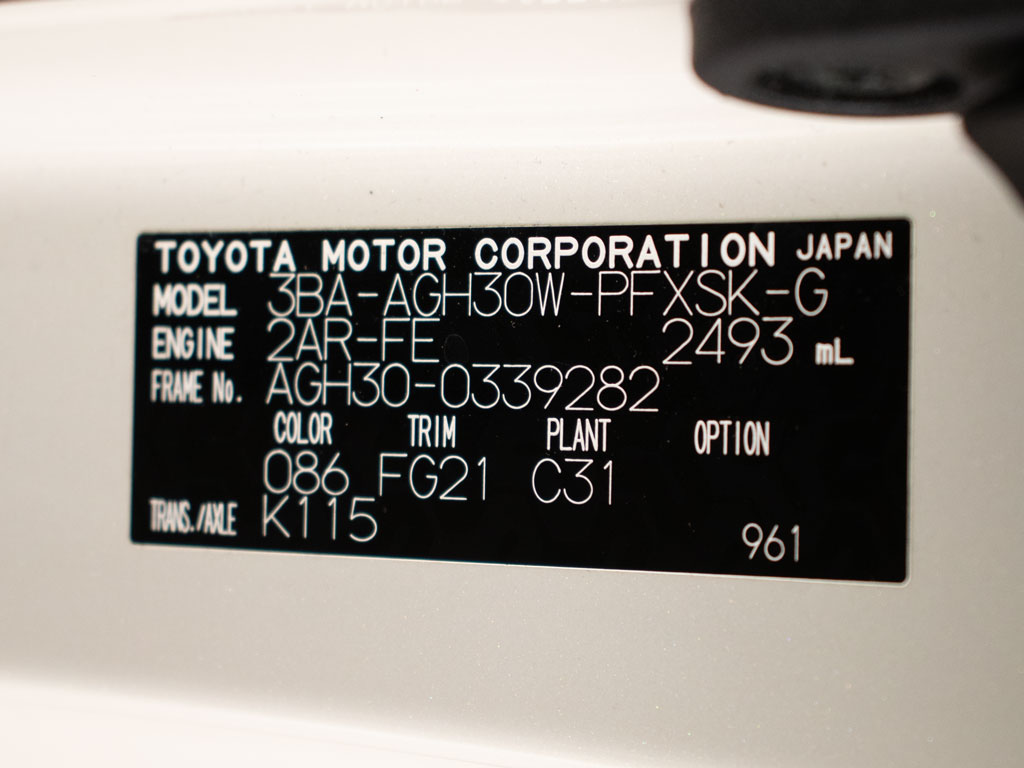 TOYOTA MOTOR CORPORATION JAPAN
MODEL 3BA-AGH30W-PFXSK-G
ENGINE 2AR-FE 2493 mL
FRAME No. AGH30-0339282
COLOR TRIM PLANT OPTION
086 FG21 C31
TRANS./AXLE K115
961